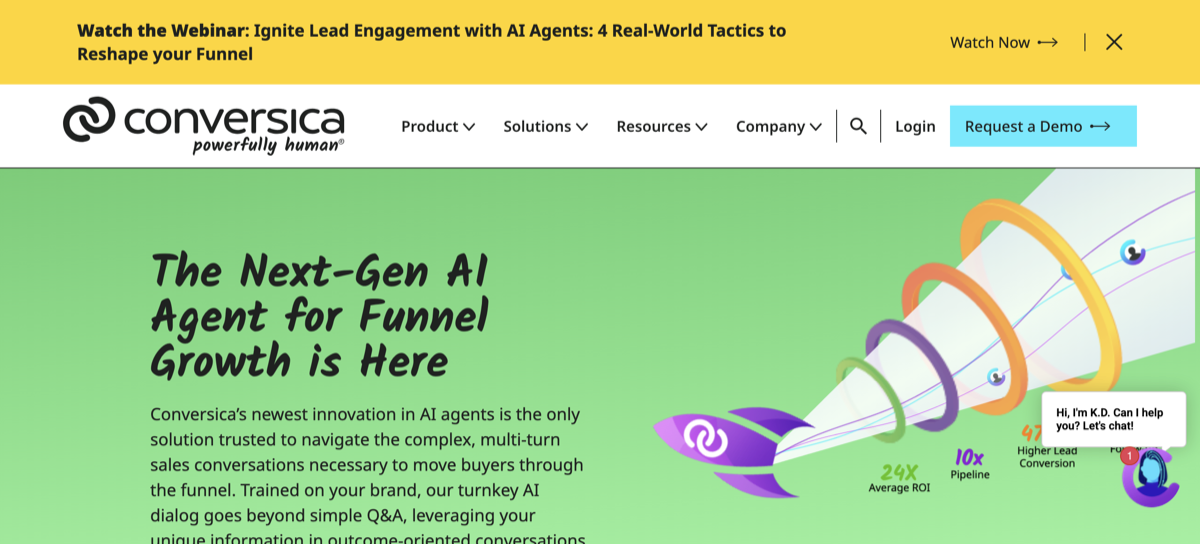 Watch the Webinar: Ignite Lead Engagement with AI Agents: 4 Real-World Tactics to
Reshape your Funnel
Watch Now
conversica
powerfully human®
Product
Solutions
Resources
Company
Login
Request a Demo
The Next-Gen AI
Agent for Funnel
Growth is Here
Conversica’s newest innovation in AI agents is the only
solution trusted to navigate the complex, multi-turn
sales conversations necessary to move buyers through
the funnel. Trained on your brand, our turnkey AI
dialog goes beyond simple Q&A, leveraging your
unique information in outcome-oriented conversations
24X
Average ROI
10x
Pipeline
Higher Lead
Conversion
Hi, I'm K.D. Can I help
you? Let's chat!
1